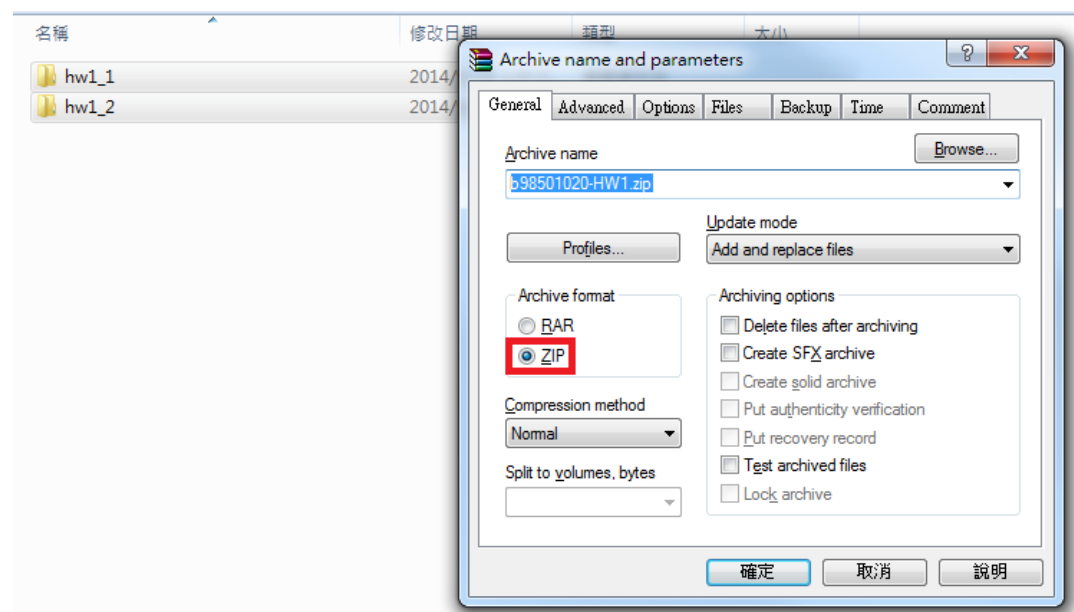 名稱 修改日期 類型 大小
hw1_1 2014/
hw1_2 2014/
Archive name and parameters
General Advanced Options Files Backup Time Comment
Archive name
Browse...
b98501020-HW1.zip
Update mode
Profiles...
Add and replace files
Archive format
RAR
ZIP
Compression method
Normal
Split to volumes, bytes
Archiving options
Delete files after archiving
Create SFX archive
Create solid archive
Put authenticity verification
Put recovery record
Test archived files
Lock archive
確定 取消 說明